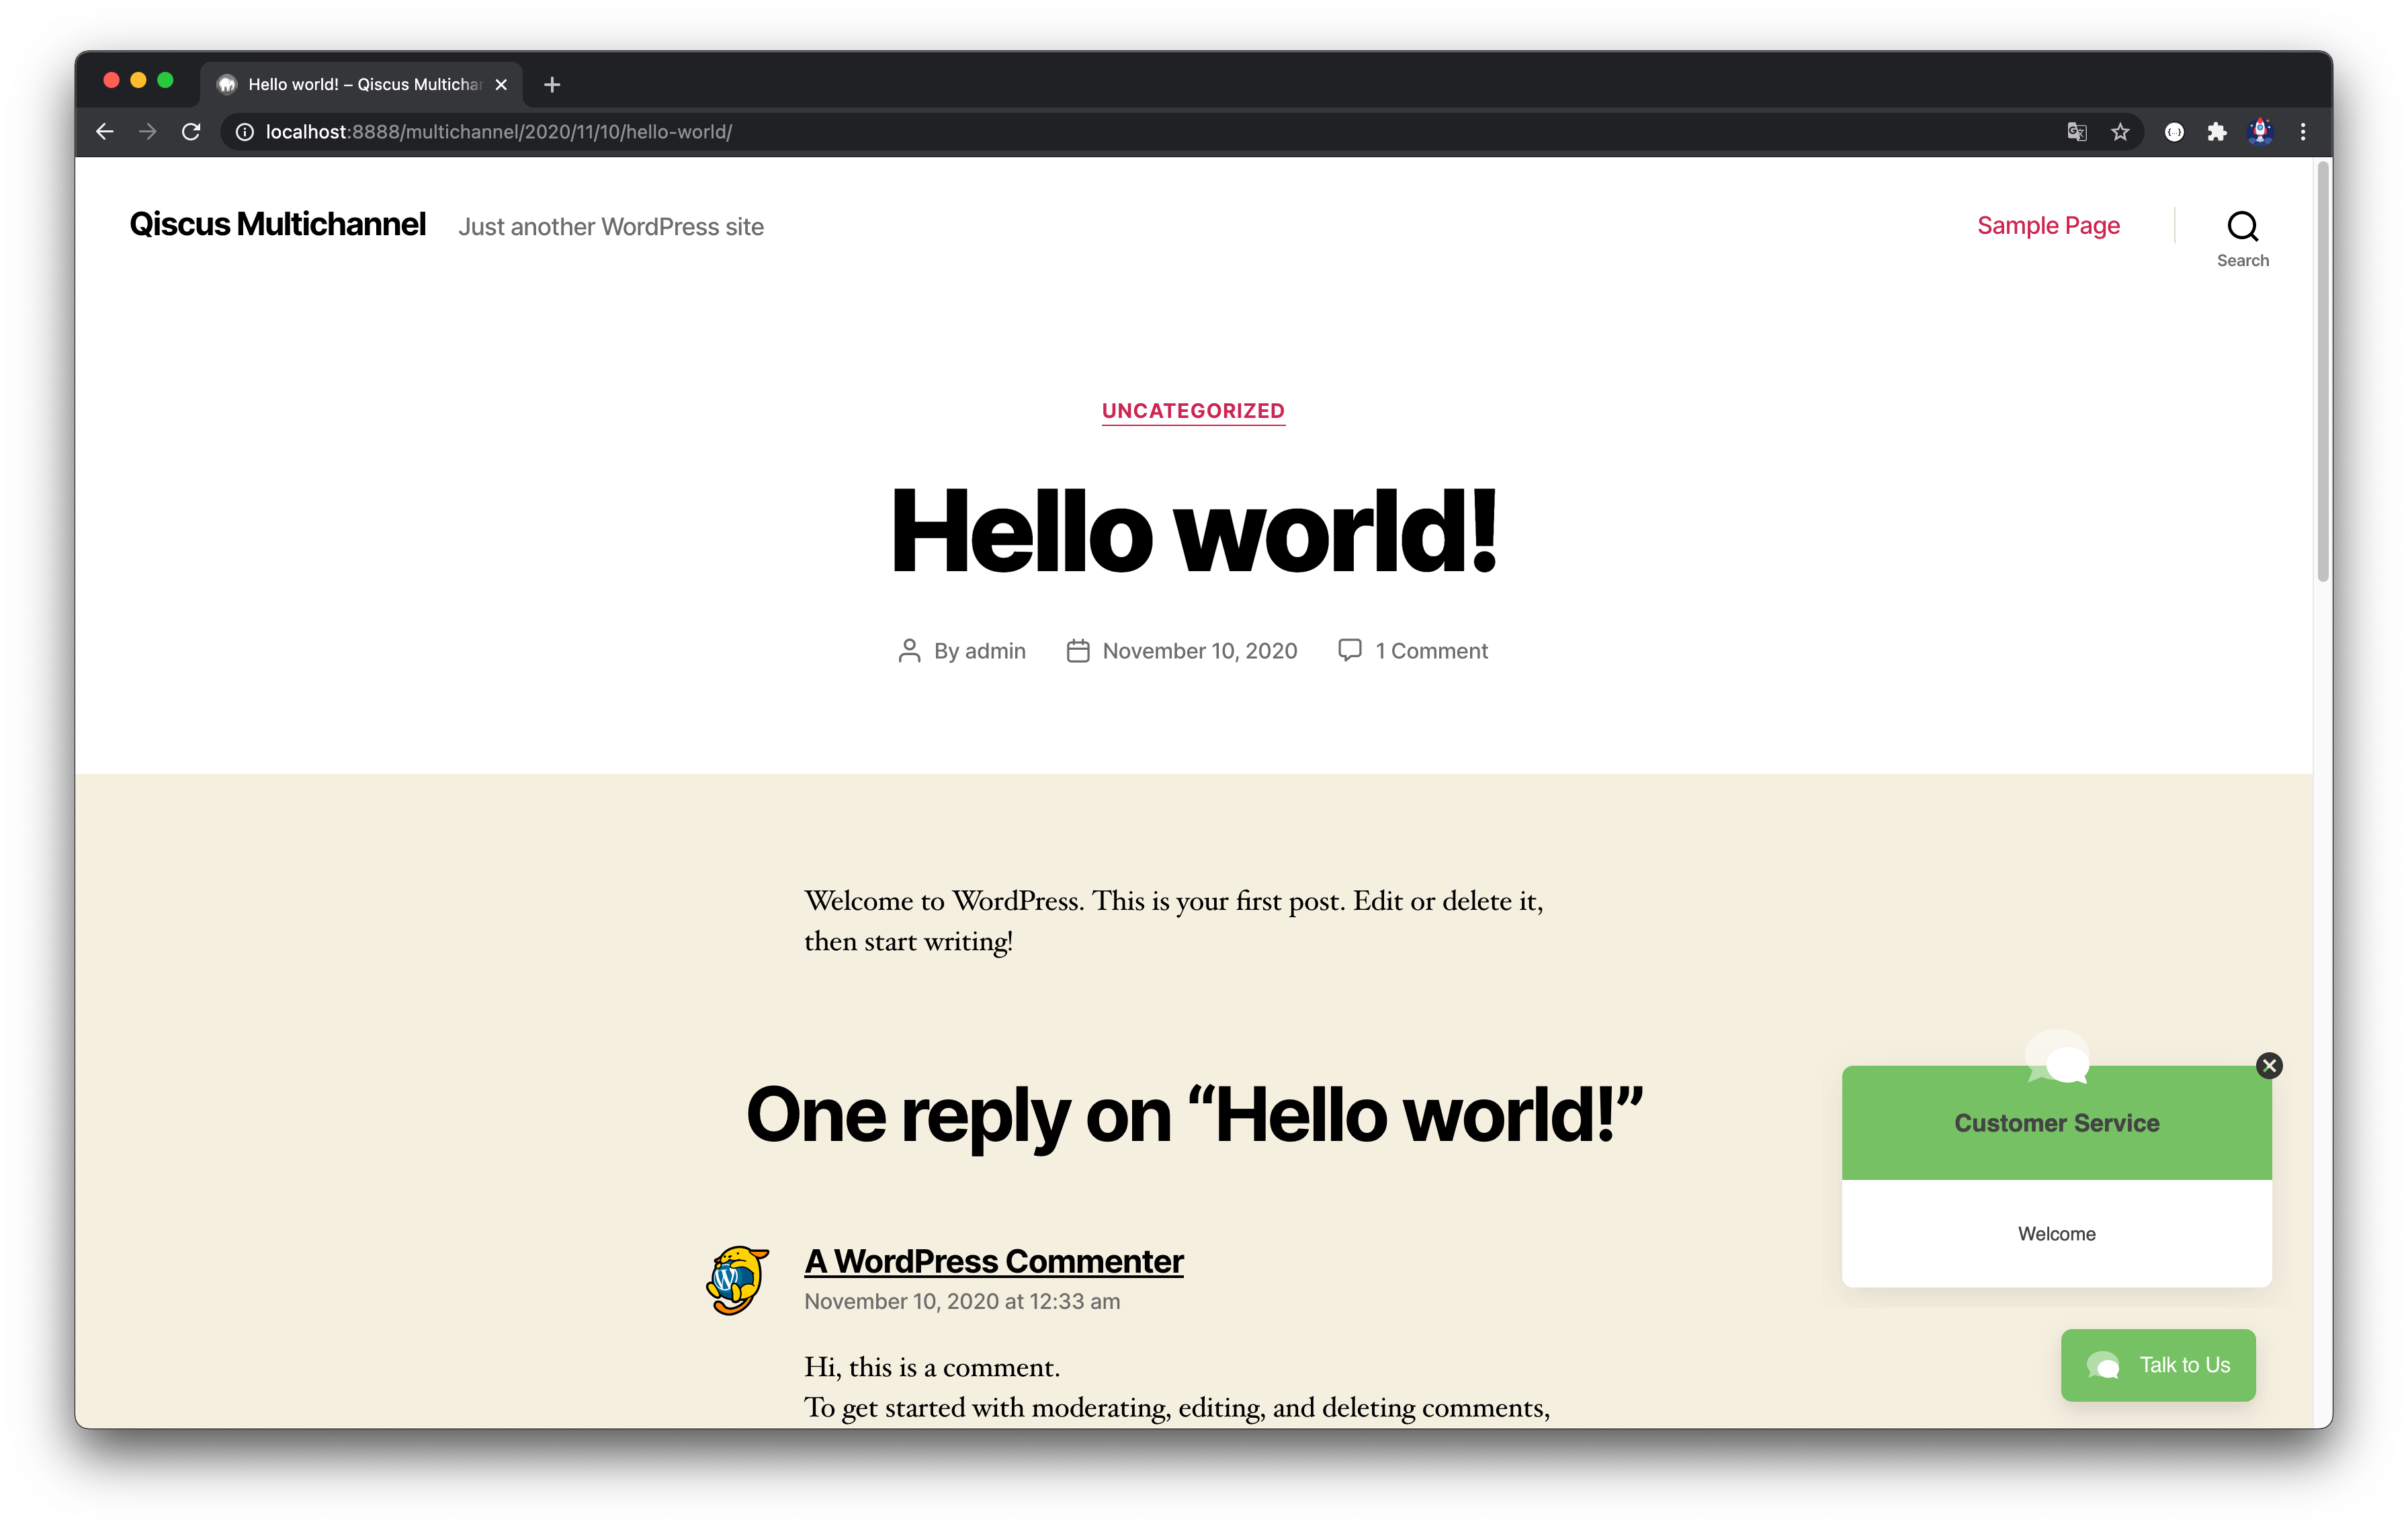 Hello world! – Qiscus Multichar
localhost:8888/multichannel/2020/11/10/hello-world/
Qiscus Multichannel Just another WordPress site Sample Page
Search
UNCATEGORIZED
Hello world!
By admin November 10, 2020 1 Comment
Welcome to WordPress. This is your first post. Edit or delete it,
then start writing!
One reply on “Hello world!”
Customer Service
Welcome
A WordPress Commenter
November 10, 2020 at 12:33 am
Hi, this is a comment.
To get started with moderating, editing, and deleting comments,
Talk to Us